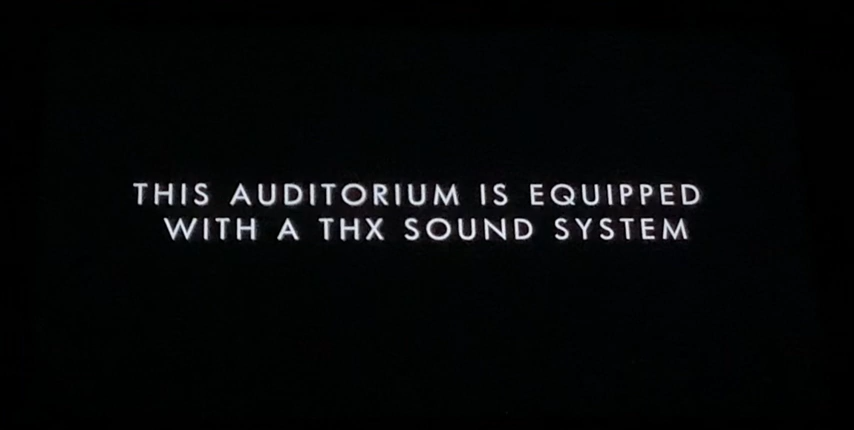 THIS AUDITORIUM IS EQUIPPED
WITH A THX SOUND SYSTEM